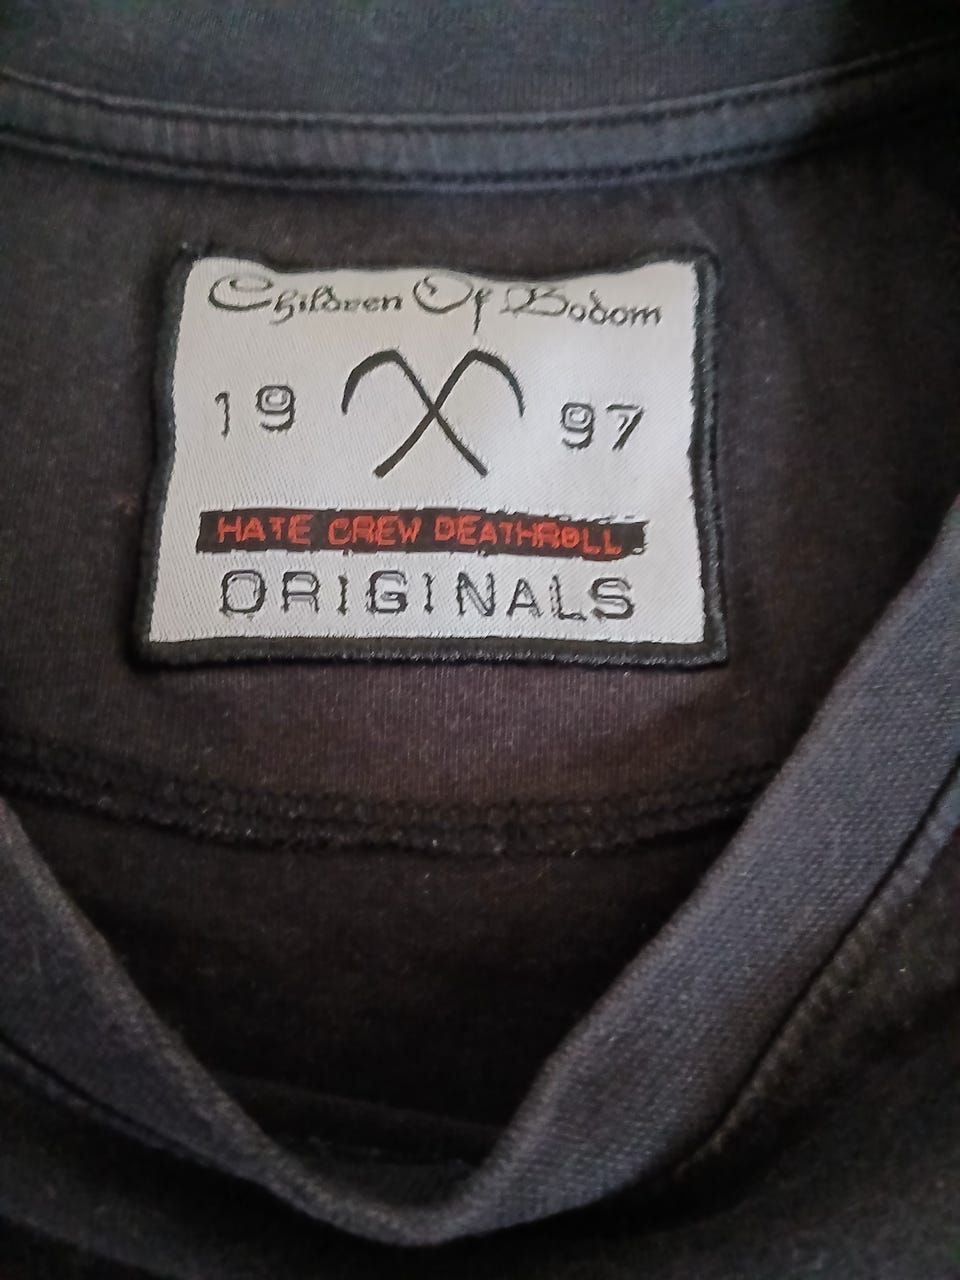 Children Of Bodom
19 97
HATE CREW DEATHROLL
ORIGINALS